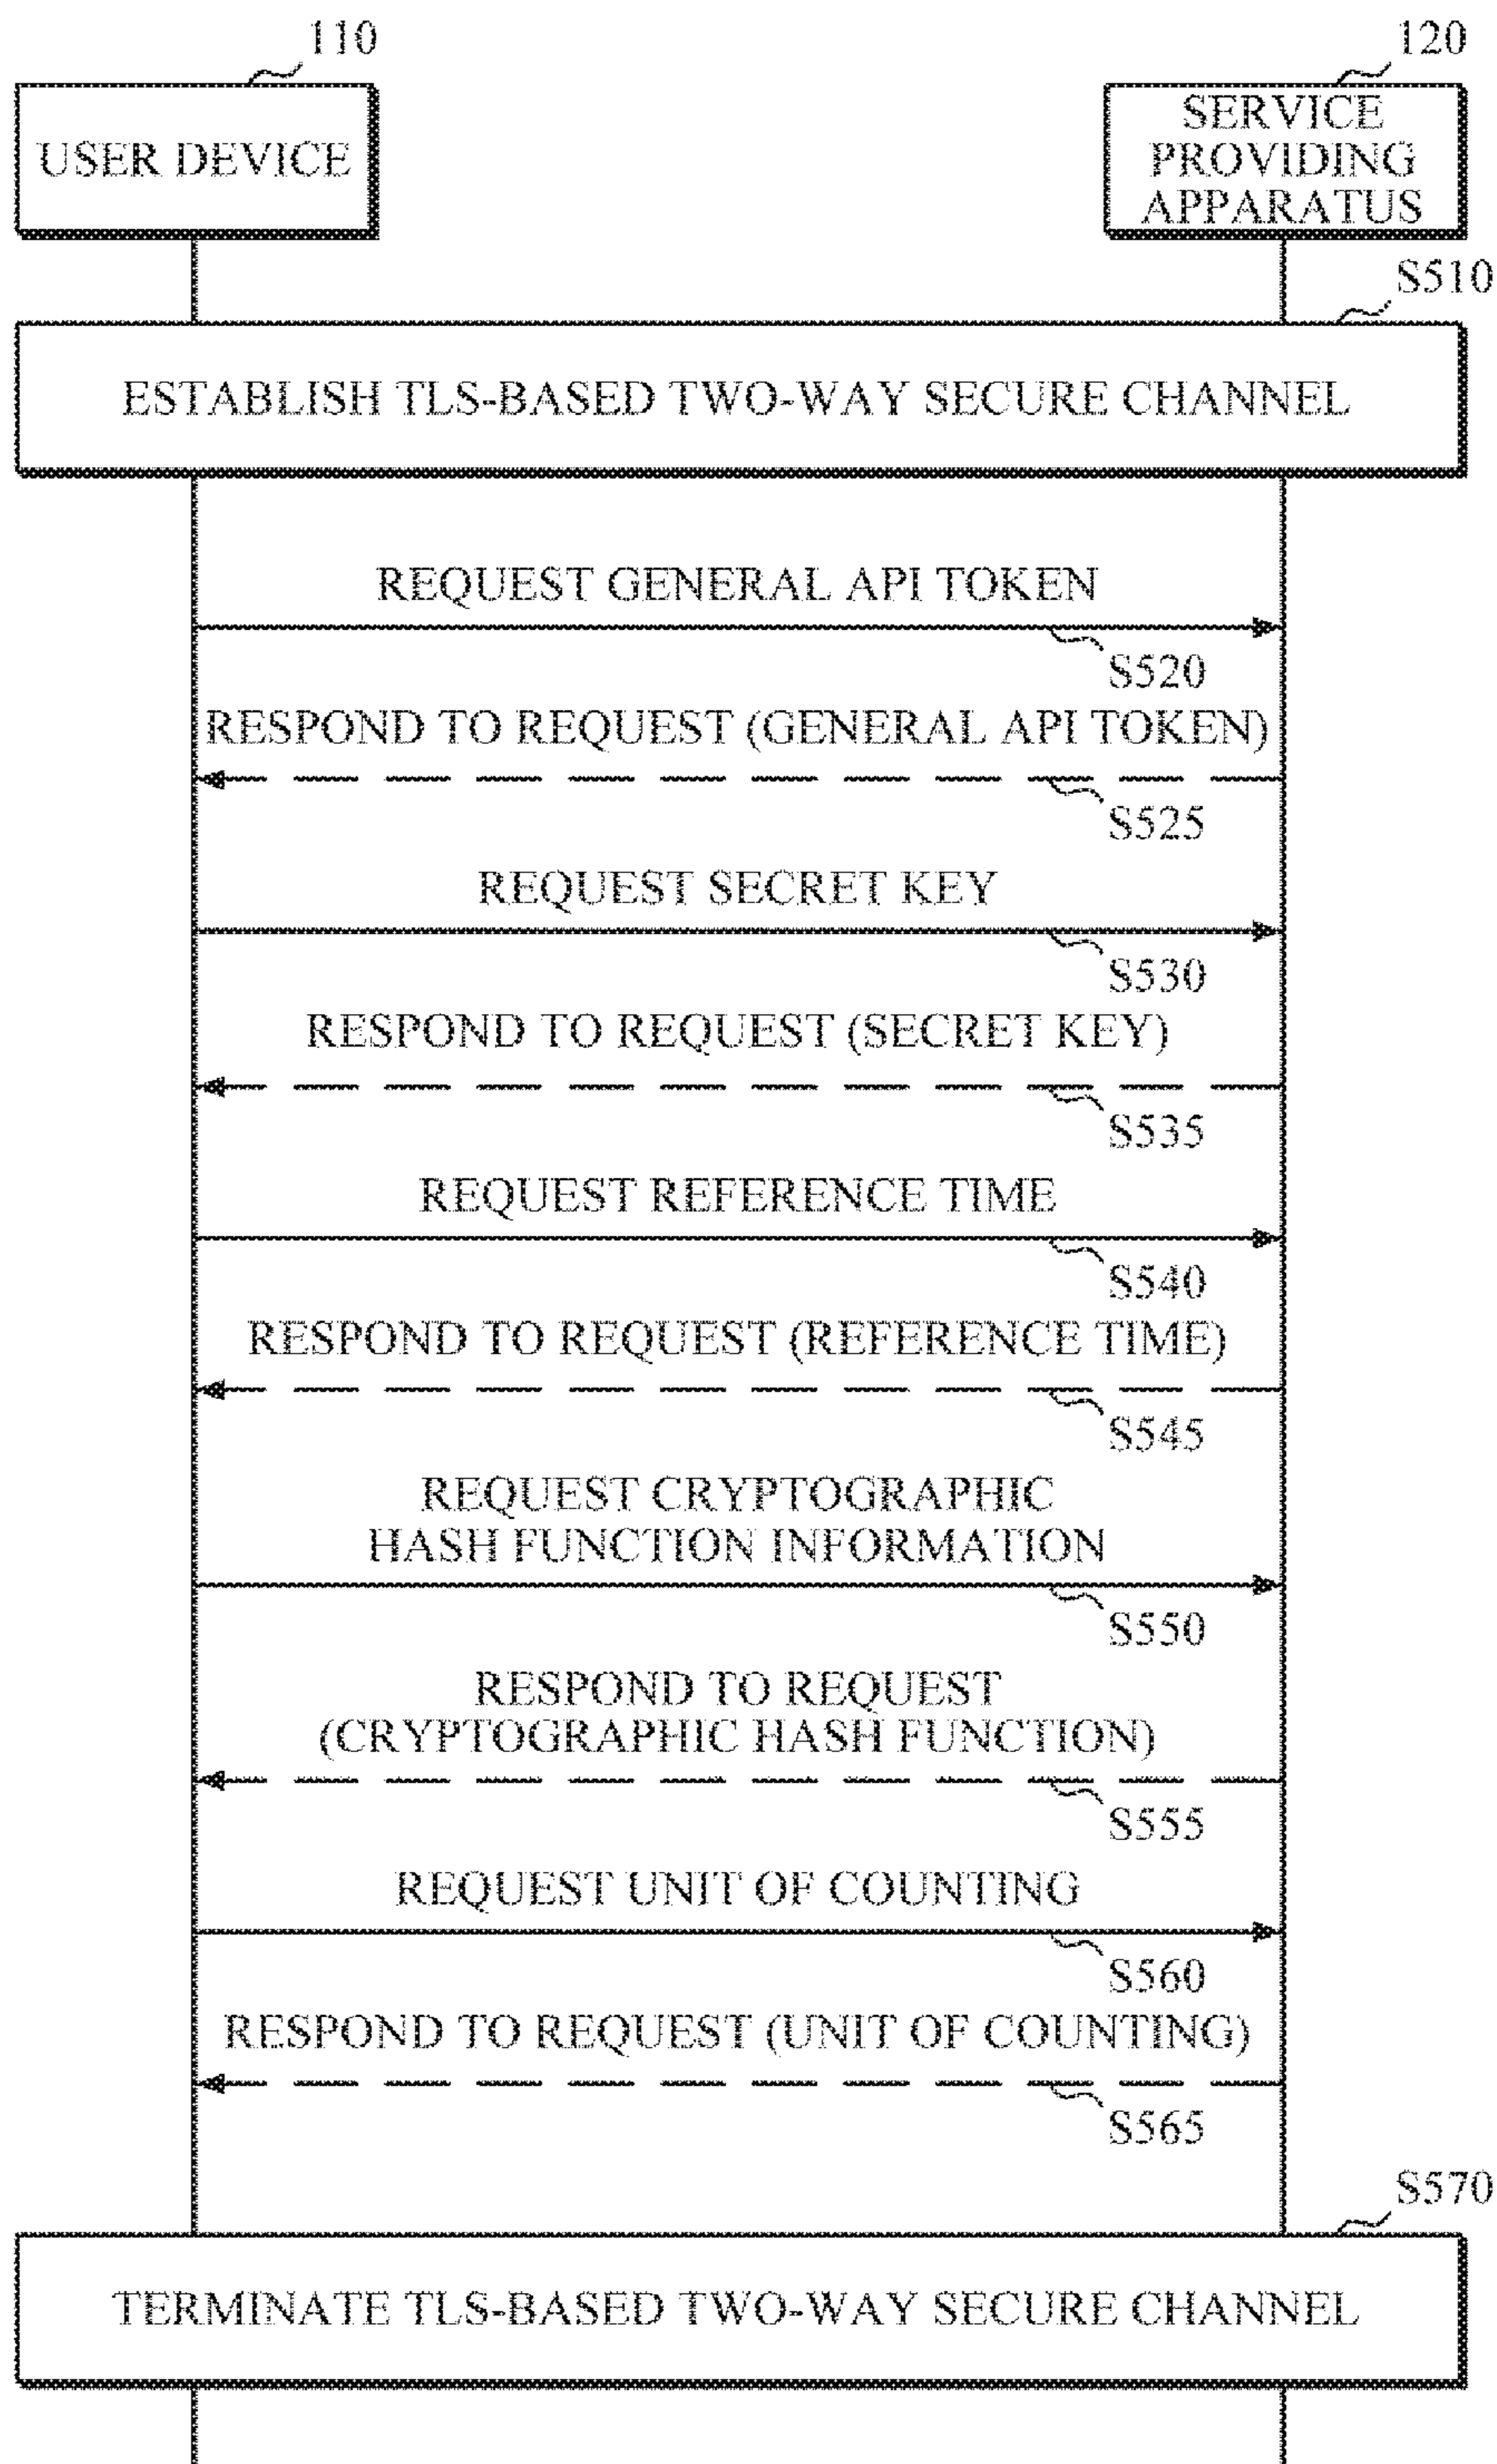 110
120
USER DEVICE
SERVICE
PROVIDING
APPARATUS
S510
ESTABLISH TLS-BASED TWO-WAY SECURE CHANNEL
REQUEST GENERAL API TOKEN
S520
RESPOND TO REQUEST (GENERAL API TOKEN)
S525
REQUEST SECRET KEY
S530
RESPOND TO REQUEST (SECRET KEY)
S535
REQUEST REFERENCE TIME
S540
RESPOND TO REQUEST (REFERENCE TIME)
S545
REQUEST CRYPTOGRAPHIC
HASH FUNCTION INFORMATION
S550
RESPOND TO REQUEST
(CRYPTOGRAPHIC HASH FUNCTION)
S555
REQUEST UNIT OF COUNTING
S560
RESPOND TO REQUEST (UNIT OF COUNTING)
S565
S570
TERMINATE TLS-BASED TWO-WAY SECURE CHANNEL